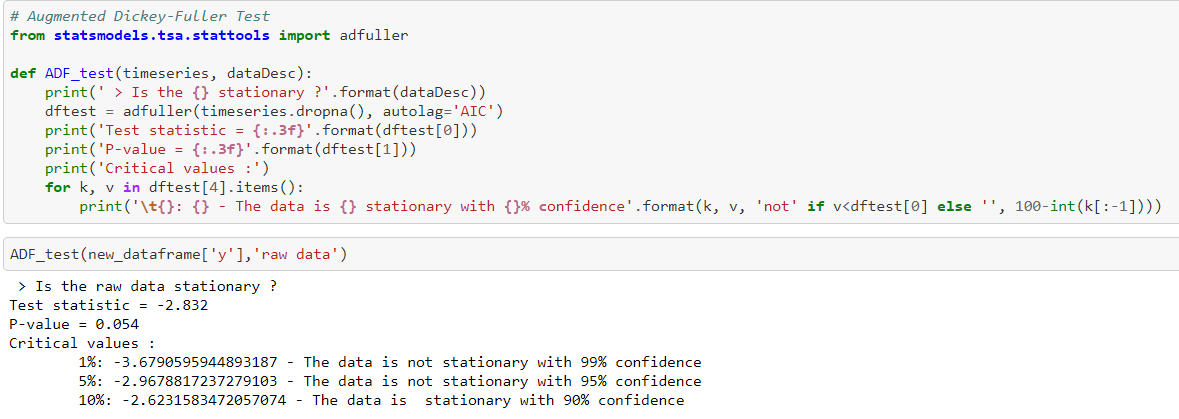 # Augmented Dickey-Fuller Test
from statsmodels.tsa.stattools import adfuller
def ADF_test(timeseries, dataDesc):
    print(' > Is the {} stationary ?'.format(dataDesc))
    dftest = adfuller(timeseries.dropna(), autolag='AIC')
    print('Test statistic = {:.3f}'.format(dftest[0]))
    print('P-value = {:.3f}'.format(dftest[1]))
    print('Critical values :')
    for k, v in dftest[4].items():
        print('\t{}: {} - The data is {} stationary with {}% confidence'.format(k, v, 'not' if v<dftest[0] else '', 100-int(k[:-1])))
ADF_test(new_dataframe['y'],'raw data')
 > Is the raw data stationary ?
Test statistic = -2.832
P-value = 0.054
Critical values :
        1%: -3.6790595944893187 - The data is not stationary with 99% confidence
        5%: -2.9678817237279103 - The data is not stationary with 95% confidence
        10%: -2.6231583472057074 - The data is  stationary with 90% confidence